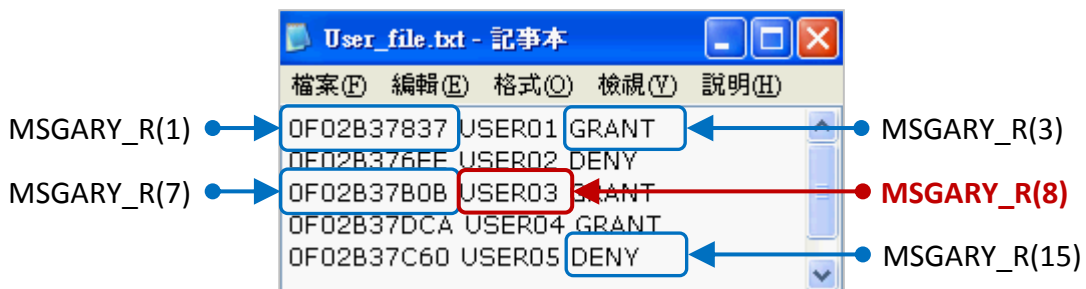 User_file.txt - 記事本
檔案(F) 編輯(E) 格式(O) 檢視(V) 說明(H)
MSGARY_R(1) 0F02B37837 USER01 GRANT MSGARY_R(3)
0F02B376EE USER02 DENY
MSGARY_R(7) 0F02B37B0B USER03 GRANT MSGARY_R(8)
0F02B37DCA USER04 GRANT
0F02B37C60 USER05 DENY MSGARY_R(15)